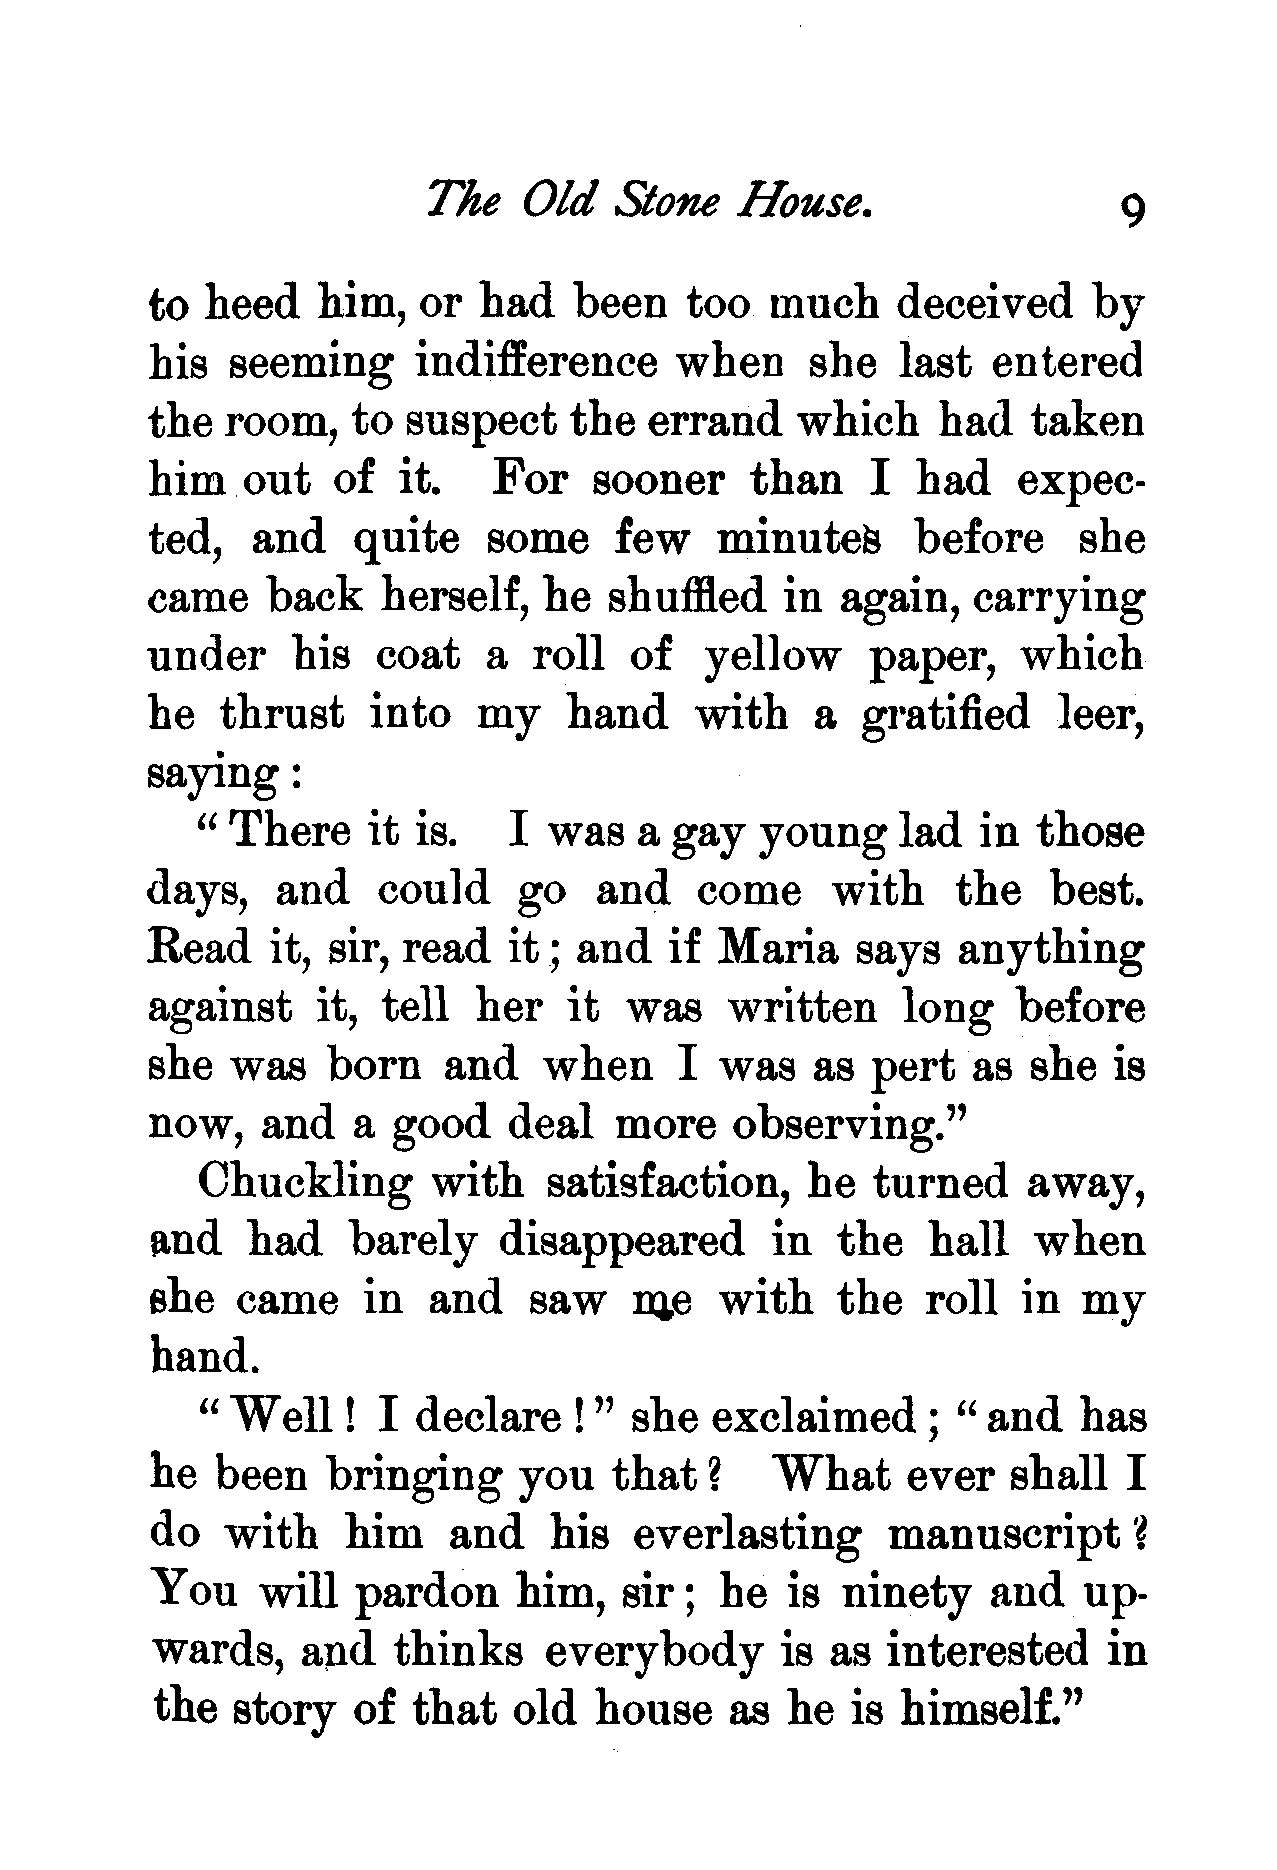 The Old Stone House. 9
to heed him, or had been too much deceived by
his seeming indifference when she last entered
the room, to suspect the errand which had taken
him out of it. For sooner than I had expec-
ted, and quite some few minutes before she
came back herself, he shuffled in again, carrying
under his coat a roll of yellow paper, which
he thrust into my hand with a gratified leer,
saying :
“ There it is. I was a gay young lad in those
days, and could go and come with the best.
Read it, sir, read it ; and if Maria says anything
against it, tell her it was written long before
she was born and when I was as pert as she is
now, and a good deal more observing.”
Chuckling with satisfaction, he turned away,
and had barely disappeared in the hall when
she came in and saw me with the roll in my
hand.
“ Well ! I declare ! ” she exclaimed ; “ and has
he been bringing you that ? What ever shall I
do with him and his everlasting manuscript ?
You will pardon him, sir ; he is ninety and up-
wards, and thinks everybody is as interested in
the story of that old house as he is himself.”